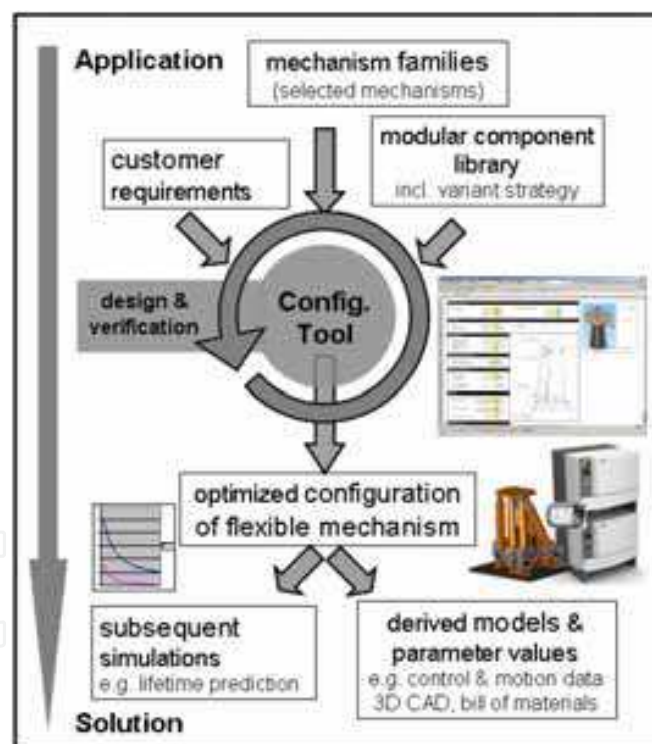 Application
mechanism families
(selected mechanisms)
customer
requirements
modular component
library
incl. variant strategy
design &
verification
Config.
Tool
optimized configuration
of flexible mechanism
subsequent
simulations
e.g. lifetime prediction
derived models &
parameter values
e.g. control & motion data
3D CAD, bill of materials
Solution